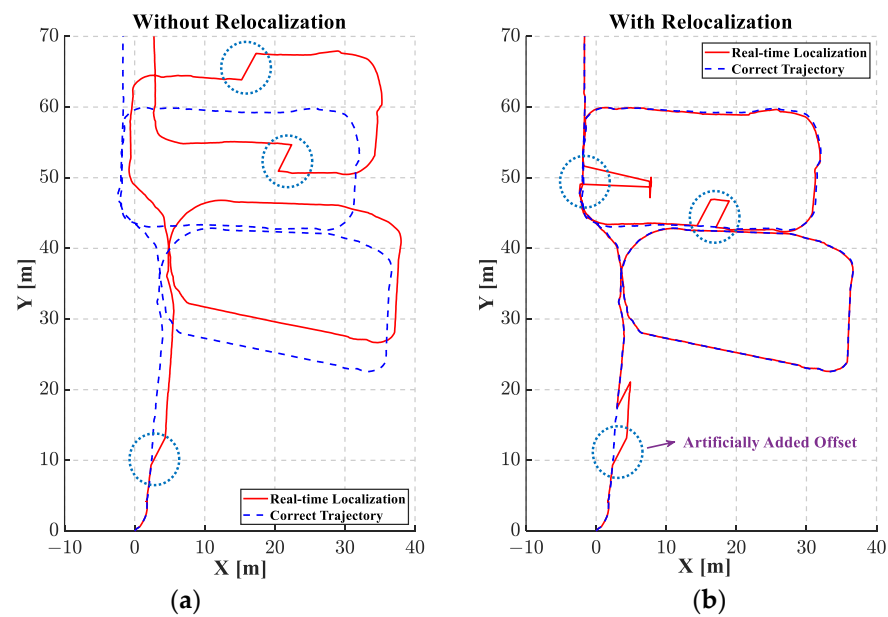 Without Relocalization
70
60
50
40
30
20
10
0
−10
0
10
20
30
40
Y [m]
X [m]
Real-time Localization
Correct Trajectory
(a)
With Relocalization
70
60
50
40
30
20
10
0
−10
0
10
20
30
40
Y [m]
X [m]
Real-time Localization
Correct Trajectory
Artificially Added Offset
(b)